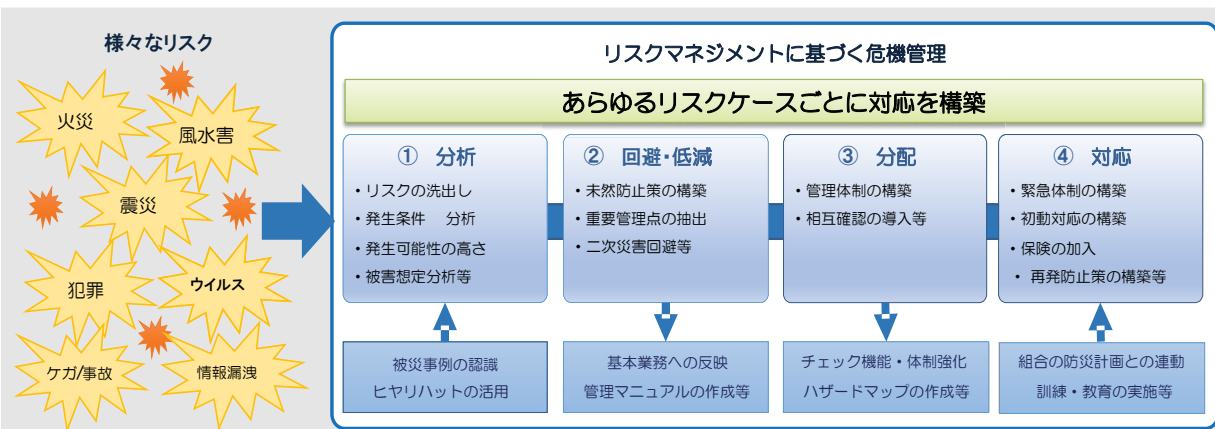 様々なリスク
火災
風水害
震災
犯罪
ウイルス
ケガ/事故
情報漏洩
リスクマネジメントに基づく危機管理
あらゆるリスクケースごとに対応を構築
① 分析
・リスクの洗出し
・発生条件 分析
・発生可能性の高さ
・被害想定分析等
② 回避・低減
・未然防止策の構築
・重要管理点の抽出
・二次災害回避等
③ 分配
・管理体制の構築
・相互確認の導入等
④ 対応
・緊急体制の構築
・初動対応の構築
・保険の加入
・再発防止策の構築等
被災事例の認識
ヒヤリハットの活用
基本業務への反映
管理マニュアルの作成等
チェック機能・体制強化
ハザードマップの作成等
組合の防災計画との連動
訓練・教育の実施等